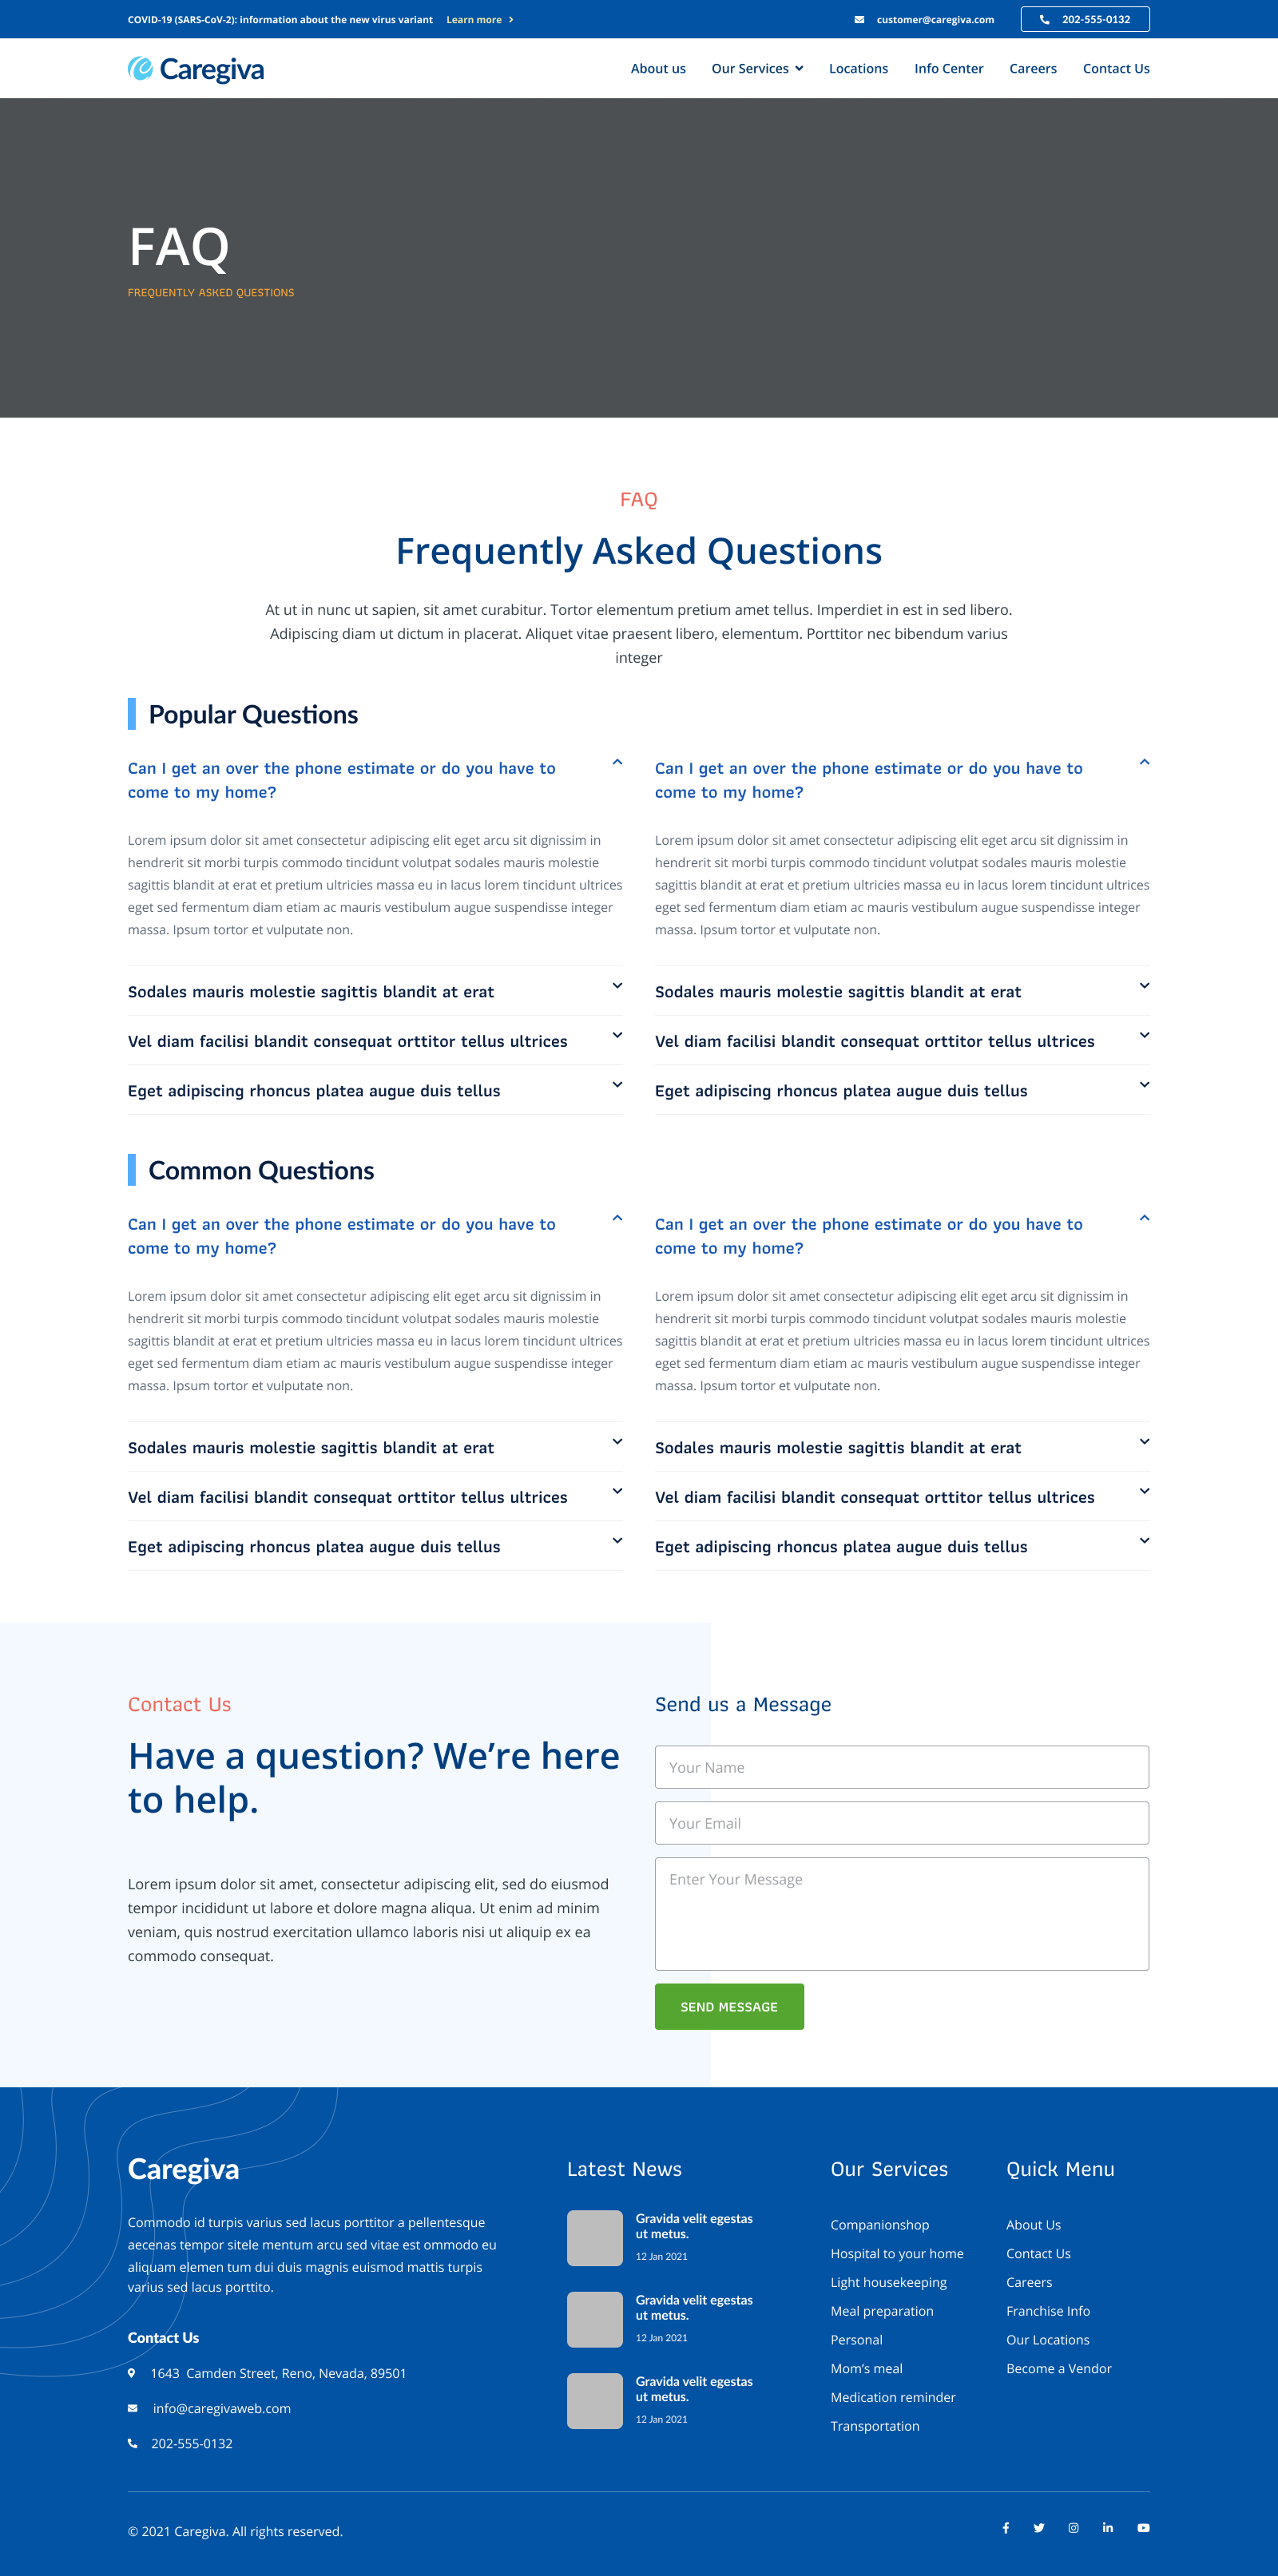 COVID-19 (SARS-CoV-2): information about the new virus variant Learn more
customer@caregiva.com
202-555-0132
Caregiva
About us Our Services Locations Info Center Careers Contact Us
FAQ
FREQUENTLY ASKED QUESTIONS
FAQ
Frequently Asked Questions
At ut in nunc ut sapien, sit amet curabitur. Tortor elementum pretium amet tellus. Imperdiet in est in sed libero.
Adipiscing diam ut dictum in placerat. Aliquet vitae praesent libero, elementum. Porttitor nec bibendum varius
integer
Popular Questions
Can I get an over the phone estimate or do you have to
come to my home?
Lorem ipsum dolor sit amet consectetur adipiscing elit eget arcu sit dignissim in
hendrerit sit morbi turpis commodo tincidunt volutpat sodales mauris molestie
sagittis blandit at erat et pretium ultricies massa eu in lacus lorem tincidunt ultrices
eget sed fermentum diam etiam ac mauris vestibulum augue suspendisse integer
massa. Ipsum tortor et vulputate non.
Sodales mauris molestie sagittis blandit at erat
Vel diam facilisi blandit consequat orttitor tellus ultrices
Eget adipiscing rhoncus platea augue duis tellus
Can I get an over the phone estimate or do you have to
come to my home?
Lorem ipsum dolor sit amet consectetur adipiscing elit eget arcu sit dignissim in
hendrerit sit morbi turpis commodo tincidunt volutpat sodales mauris molestie
sagittis blandit at erat et pretium ultricies massa eu in lacus lorem tincidunt ultrices
eget sed fermentum diam etiam ac mauris vestibulum augue suspendisse integer
massa. Ipsum tortor et vulputate non.
Sodales mauris molestie sagittis blandit at erat
Vel diam facilisi blandit consequat orttitor tellus ultrices
Eget adipiscing rhoncus platea augue duis tellus
Common Questions
Can I get an over the phone estimate or do you have to
come to my home?
Lorem ipsum dolor sit amet consectetur adipiscing elit eget arcu sit dignissim in
hendrerit sit morbi turpis commodo tincidunt volutpat sodales mauris molestie
sagittis blandit at erat et pretium ultricies massa eu in lacus lorem tincidunt ultrices
eget sed fermentum diam etiam ac mauris vestibulum augue suspendisse integer
massa. Ipsum tortor et vulputate non.
Sodales mauris molestie sagittis blandit at erat
Vel diam facilisi blandit consequat orttitor tellus ultrices
Eget adipiscing rhoncus platea augue duis tellus
Can I get an over the phone estimate or do you have to
come to my home?
Lorem ipsum dolor sit amet consectetur adipiscing elit eget arcu sit dignissim in
hendrerit sit morbi turpis commodo tincidunt volutpat sodales mauris molestie
sagittis blandit at erat et pretium ultricies massa eu in lacus lorem tincidunt ultrices
eget sed fermentum diam etiam ac mauris vestibulum augue suspendisse integer
massa. Ipsum tortor et vulputate non.
Sodales mauris molestie sagittis blandit at erat
Vel diam facilisi blandit consequat orttitor tellus ultrices
Eget adipiscing rhoncus platea augue duis tellus
Contact Us
Have a question? We’re here
to help.
Lorem ipsum dolor sit amet, consectetur adipiscing elit, sed do eiusmod
tempor incididunt ut labore et dolore magna aliqua. Ut enim ad minim
veniam, quis nostrud exercitation ullamco laboris nisi ut aliquip ex ea
commodo consequat.
Send us a Message
Your Name
Your Email
Enter Your Message
SEND MESSAGE
Caregiva
Commodo id turpis varius sed lacus porttitor a pellentesque
aecenas tempor sitele mentum arcu sed vitae est ommodo eu
aliquam elemen tum dui duis magnis euismod mattis turpis
varius sed lacus porttito.
Contact Us
1643 Camden Street, Reno, Nevada, 89501
info@caregivaweb.com
202-555-0132
Latest News
Gravida velit egestas
ut metus.
12 Jan 2021
Gravida velit egestas
ut metus.
12 Jan 2021
Gravida velit egestas
ut metus.
12 Jan 2021
Our Services
Companionshop
Hospital to your home
Light housekeeping
Meal preparation
Personal
Mom’s meal
Medication reminder
Transportation
Quick Menu
About Us
Contact Us
Careers
Franchise Info
Our Locations
Become a Vendor
© 2021 Caregiva. All rights reserved.